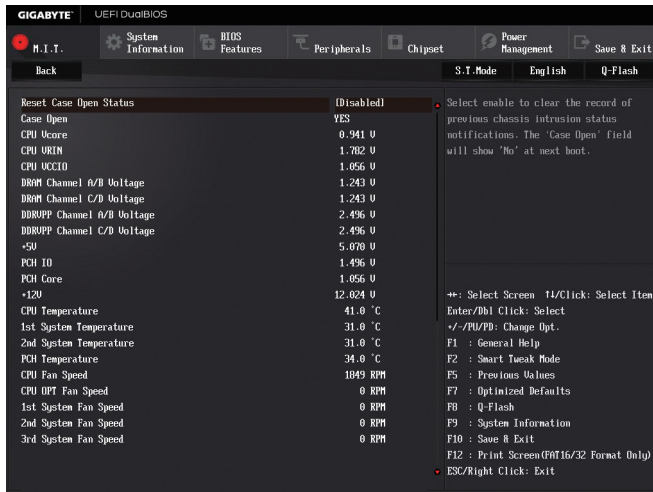 GIGABYTE™ UEFI DualBIOS
M.I.T. System Information BIOS Features Peripherals Chipset Power Management Save & Exit
Back S.T.Mode English Q-Flash
Reset Case Open Status [Disabled]
Case Open YES
CPU Vcore 0.941 V
CPU VRIN 1.782 V
CPU VCCIO 1.056 V
DRAM Channel A/B Voltage 1.243 V
DRAM Channel C/D Voltage 1.243 V
DDRVPP Channel A/B Voltage 2.496 V
DDRVPP Channel C/D Voltage 2.496 V
+5V 5.070 V
PCH IO 1.496 V
PCH Core 1.056 V
+12V 12.024 V
CPU Temperature 41.0 °C
1st System Temperature 31.0 °C
2nd System Temperature 31.0 °C
PCH Temperature 34.0 °C
CPU Fan Speed 1849 RPM
CPU OPT Fan Speed 0 RPM
1st System Fan Speed 0 RPM
2nd System Fan Speed 0 RPM
3rd System Fan Speed 0 RPM
Select enable to clear the record of
previous chassis intrusion status
notifications. The 'Case Open' field
will show 'No' at next boot.
→←: Select Screen ↑↓/Click: Select Item
Enter/Dbl Click: Select
+/-/PU/PD: Change Opt.
F1 : General Help
F2 : Smart Tweak Mode
F5 : Previous Values
F7 : Optimized Defaults
F8 : Q-Flash
F9 : System Information
F10 : Save & Exit
F12 : Print Screen(FAT16/32 Format Only)
ESC/Right Click: Exit